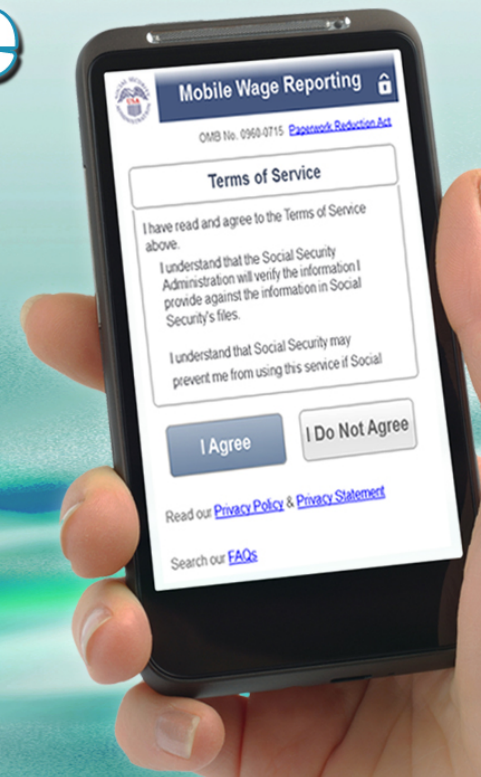 e
Mobile Wage Reporting
USA
OMB No. 0960-0715 Paperwork Reduction Act
Terms of Service
I have read and agree to the Terms of Service
above.
I understand that the Social Security
Administration will verify the information I
provide against the information in Social
Security's files.
I understand that Social Security may
prevent me from using this service if Social
I Agree
I Do Not Agree
Read our Privacy Policy & Privacy Statement
Search our FAQs